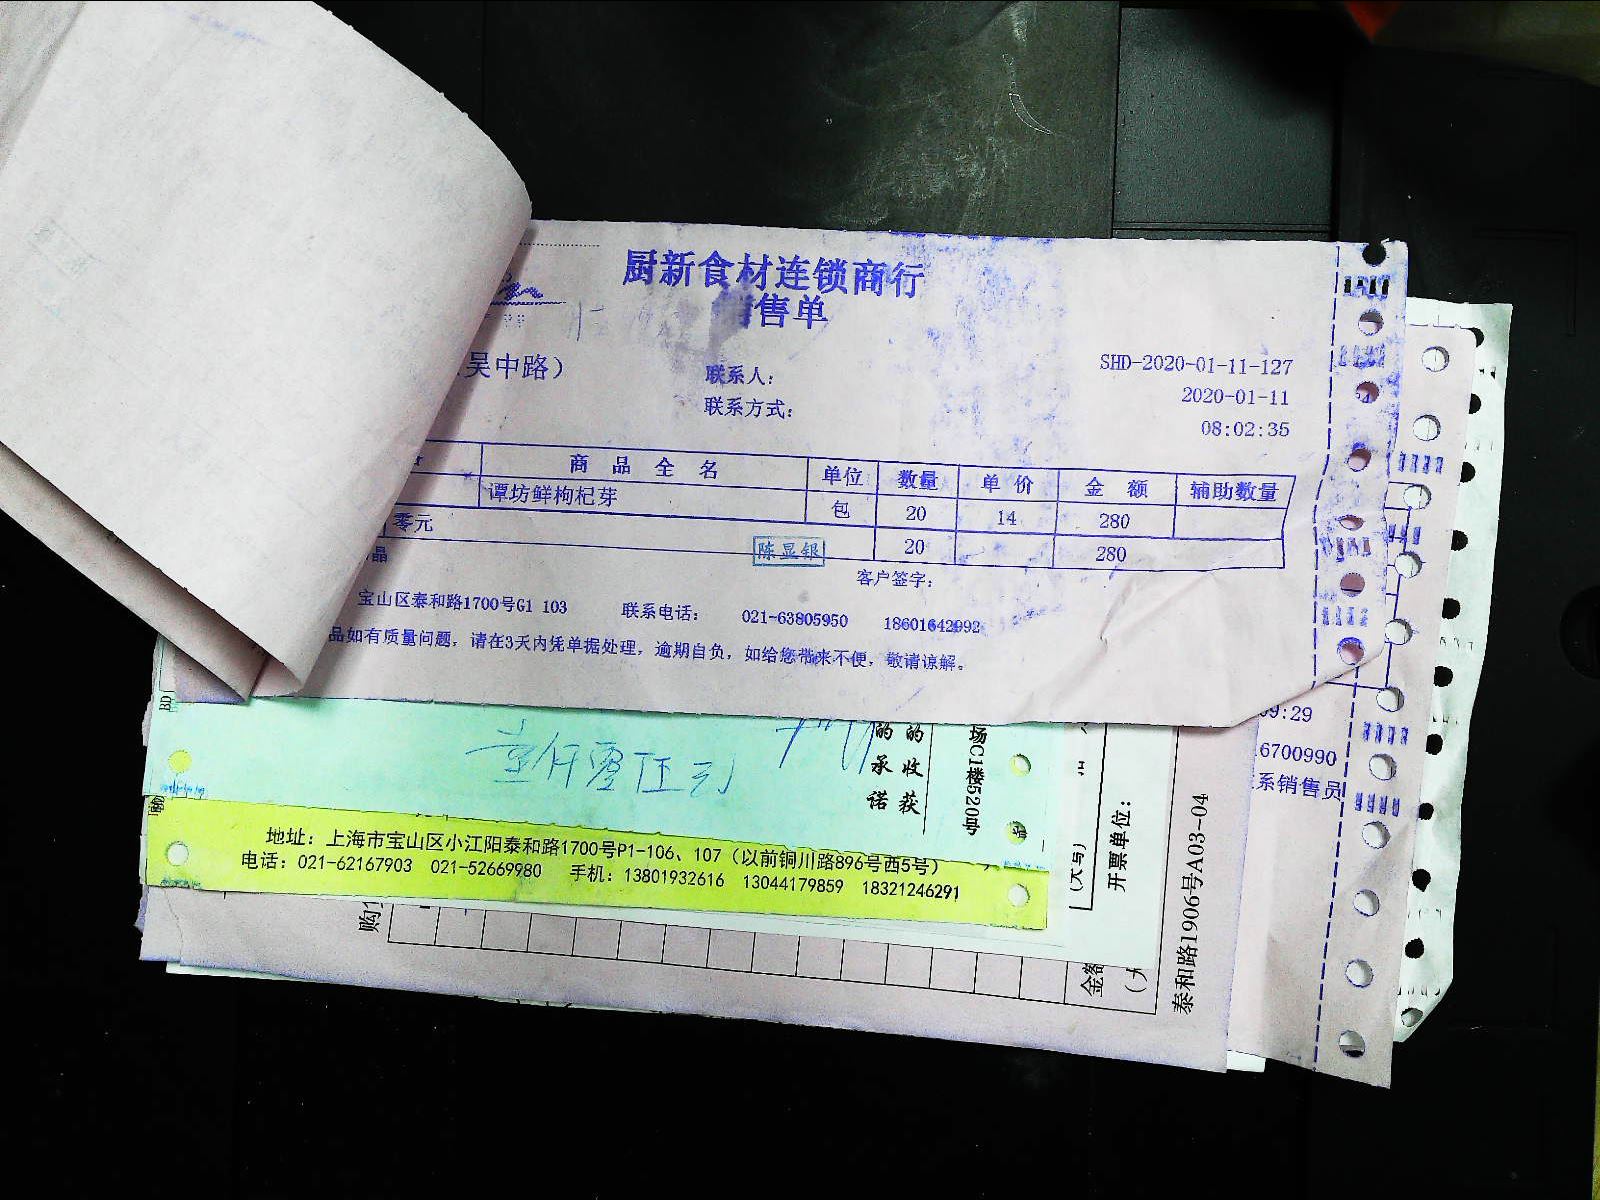 厨新食材连锁商行
销售单
吴中路）
联系人：
联系方式：
SHD-2020-01-11-127
2020-01-11
08:02:35
商 品 全 名 单位 数量 单 价 金 额 辅助数量
谭坊鲜枸杞芽 包 20 14 280
零元 20 280
品
陈显银
客户签字：
宝山区泰和路1700号G1 103 联系电话： 021-63805950 18601642992
品如有质量问题，请在3天内凭单据处理，逾期自负，如给您带来不便，敬请谅解。
09:29
6700990
系销售员
壹仟零伍元
的承诺
的收获
场C1楼520号
地址：上海市宝山区小江阳泰和路1700号P1-106、107（以前铜川路896号西5号）
电话：021-62167903 021-52669980 手机：13801932616 13044179859 18321246291
开票单位：
泰和路1906号A03-04